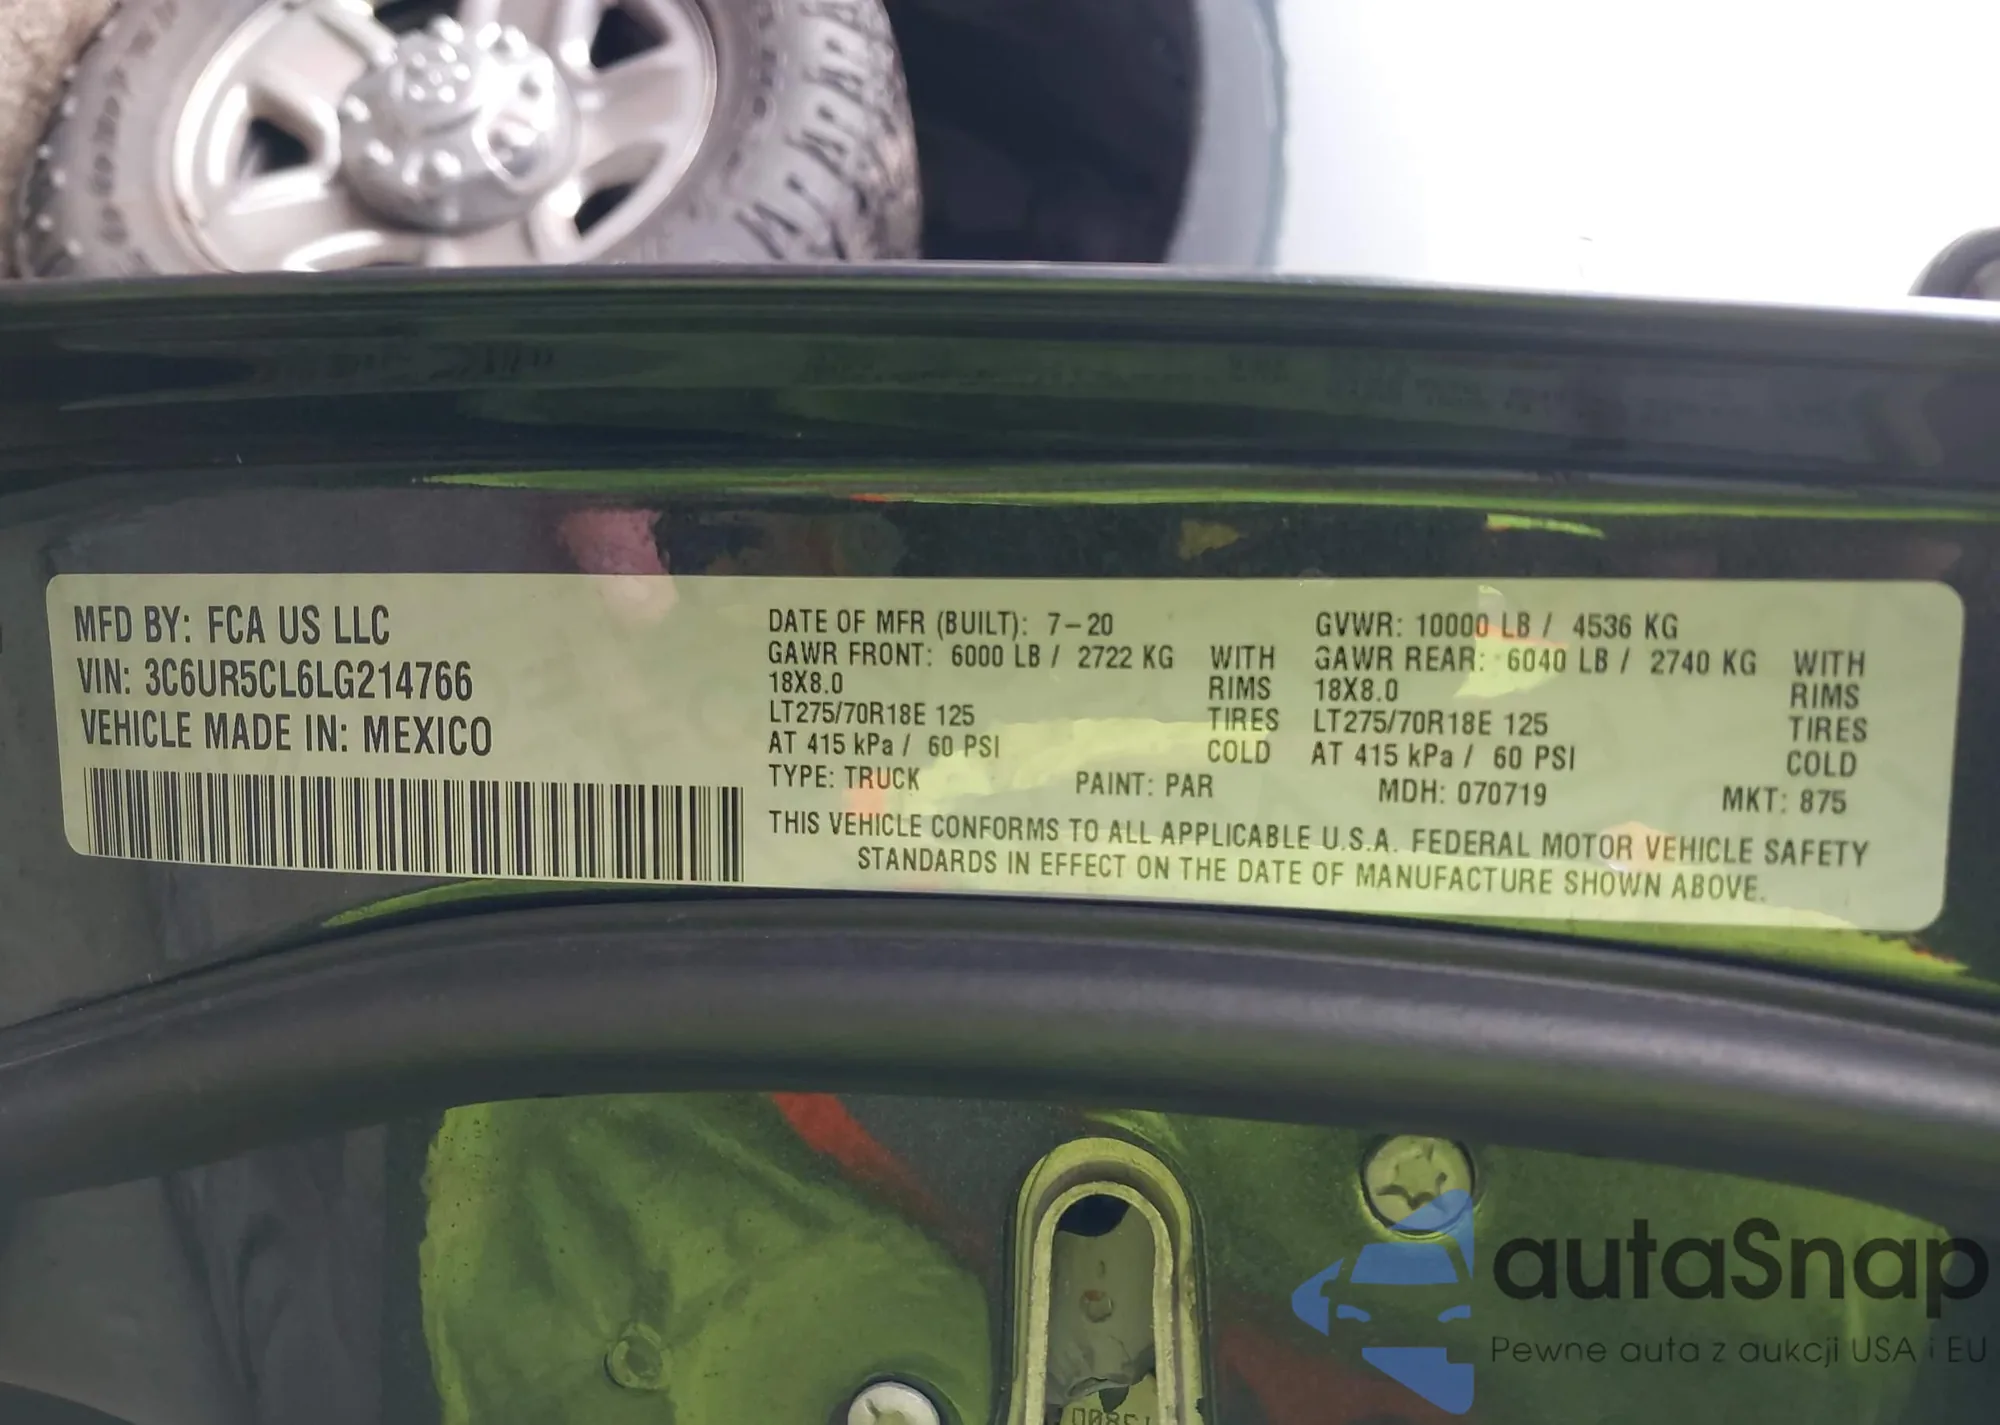 MFD BY: FCA US LLC
VIN: 3C6UR5CL6LG214766
VEHICLE MADE IN: MEXICO
DATE OF MFR (BUILT): 7-20 GVWR: 10000 LB / 4536 KG
GAWR FRONT: 6000 LB / 2722 KG WITH GAWR REAR: 6040 LB / 2740 KG WITH
18X8.0 RIMS 18X8.0 RIMS
LT275/70R18E 125 TIRES LT275/70R18E 125 TIRES
AT 415 kPa / 60 PSI COLD AT 415 kPa / 60 PSI COLD
TYPE: TRUCK PAINT: PAR MDH: 070719 MKT: 875
THIS VEHICLE CONFORMS TO ALL APPLICABLE U.S.A. FEDERAL MOTOR VEHICLE SAFETY
STANDARDS IN EFFECT ON THE DATE OF MANUFACTURE SHOWN ABOVE.
autaSnap
Pewne auta z aukcji USA i EU